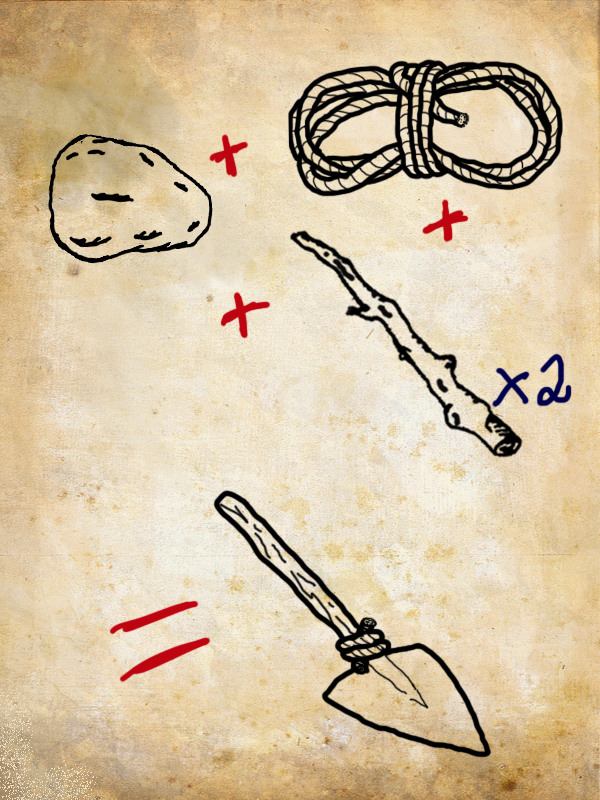 +
+
+
x2
=